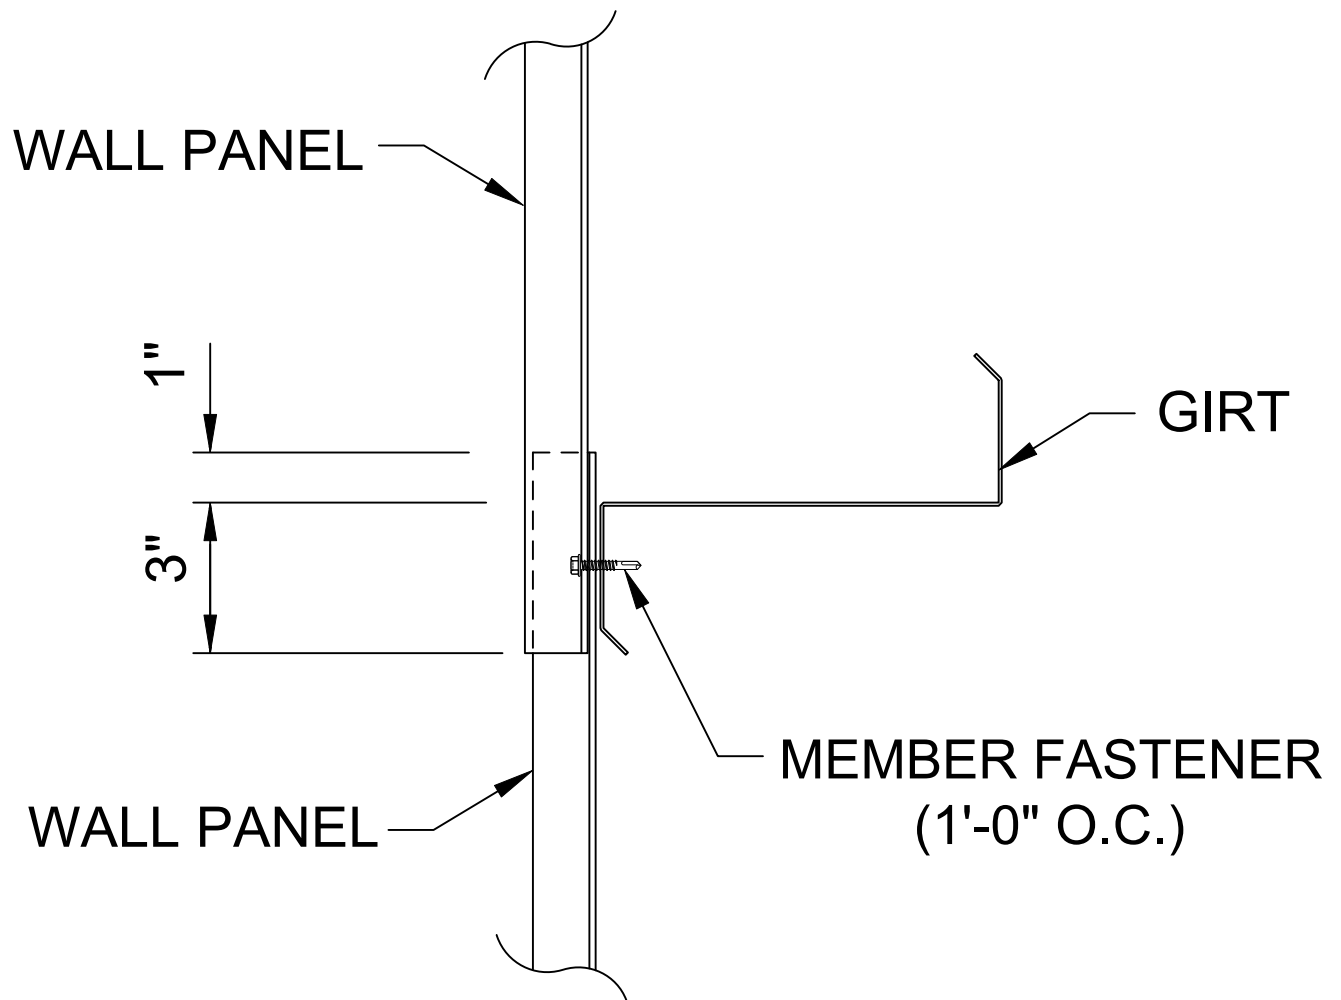 WALL PANEL
1"
GIRT
3"
MEMBER FASTENER
(1'-0" O.C.)
WALL PANEL